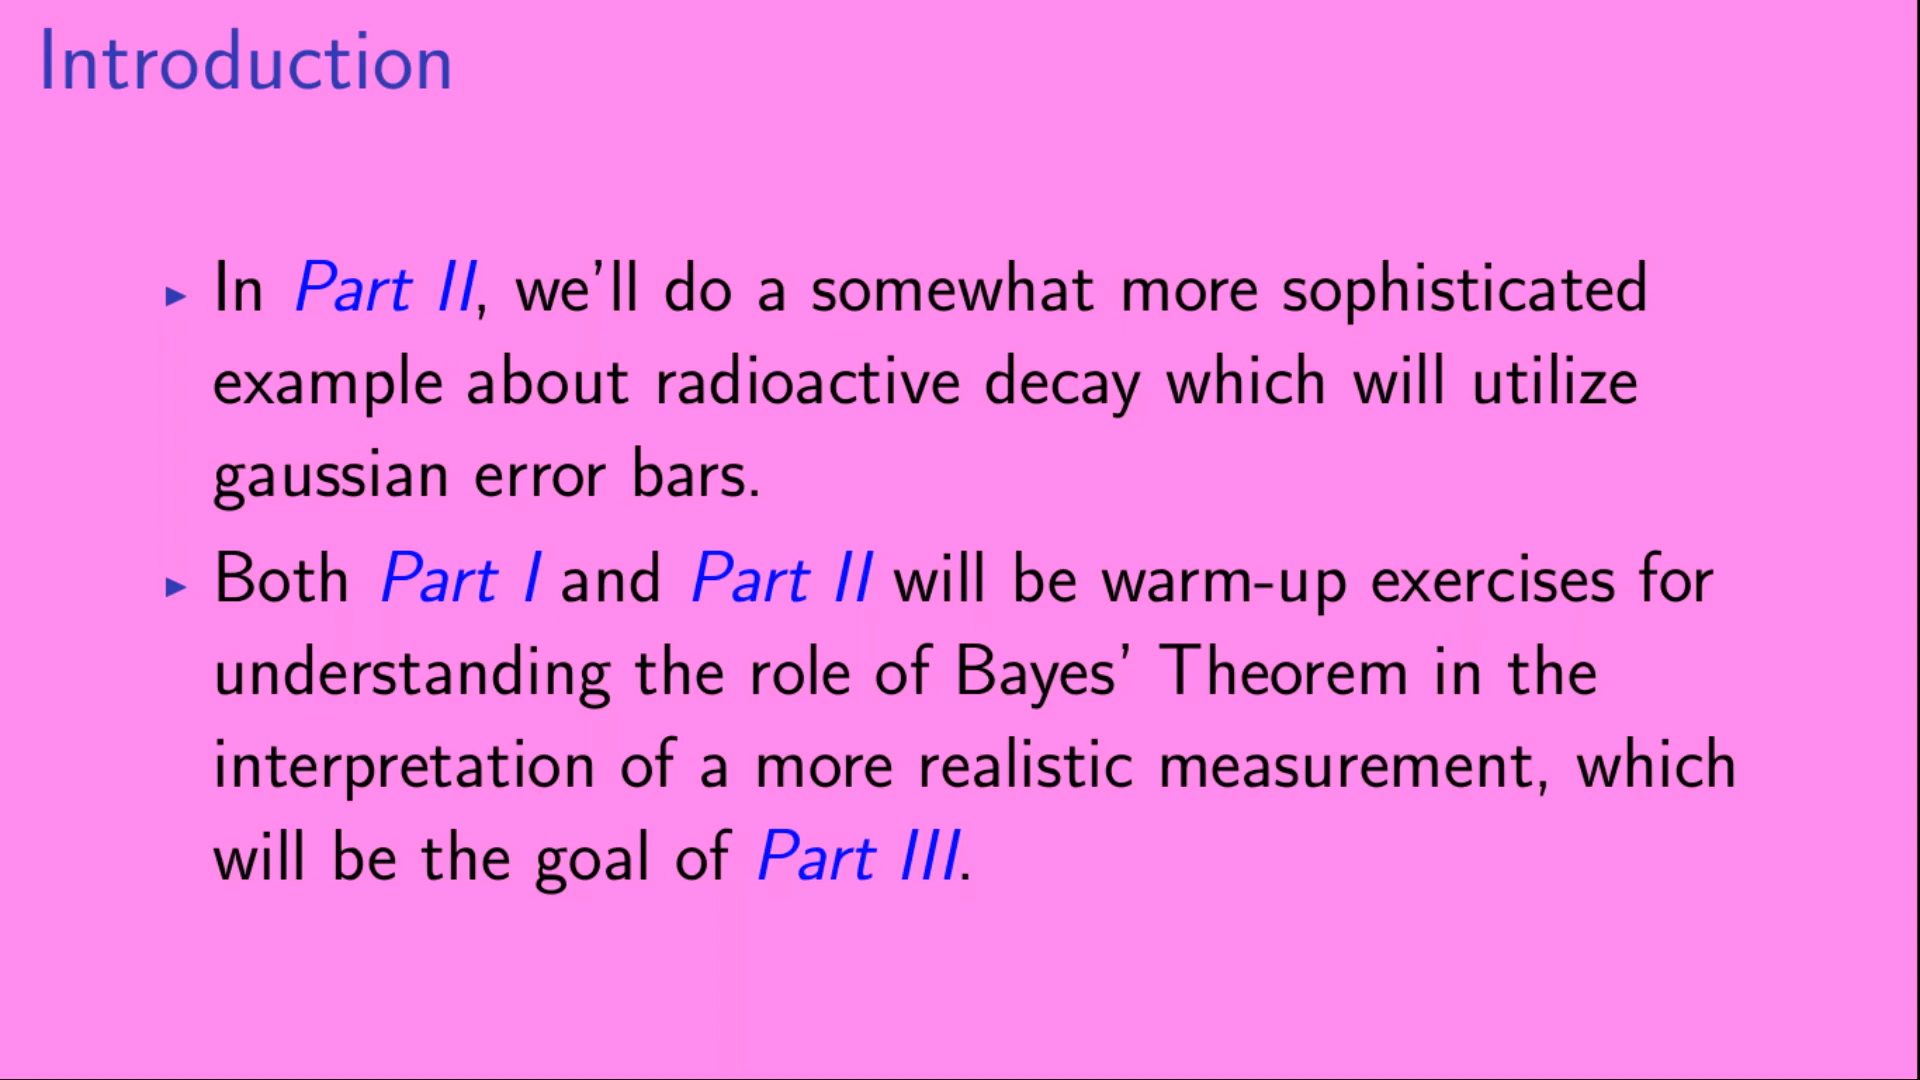 Introduction
▸ In Part II, we'll do a somewhat more sophisticated
example about radioactive decay which will utilize
gaussian error bars.
▸ Both Part I and Part II will be warm-up exercises for
understanding the role of Bayes' Theorem in the
interpretation of a more realistic measurement, which
will be the goal of Part III.